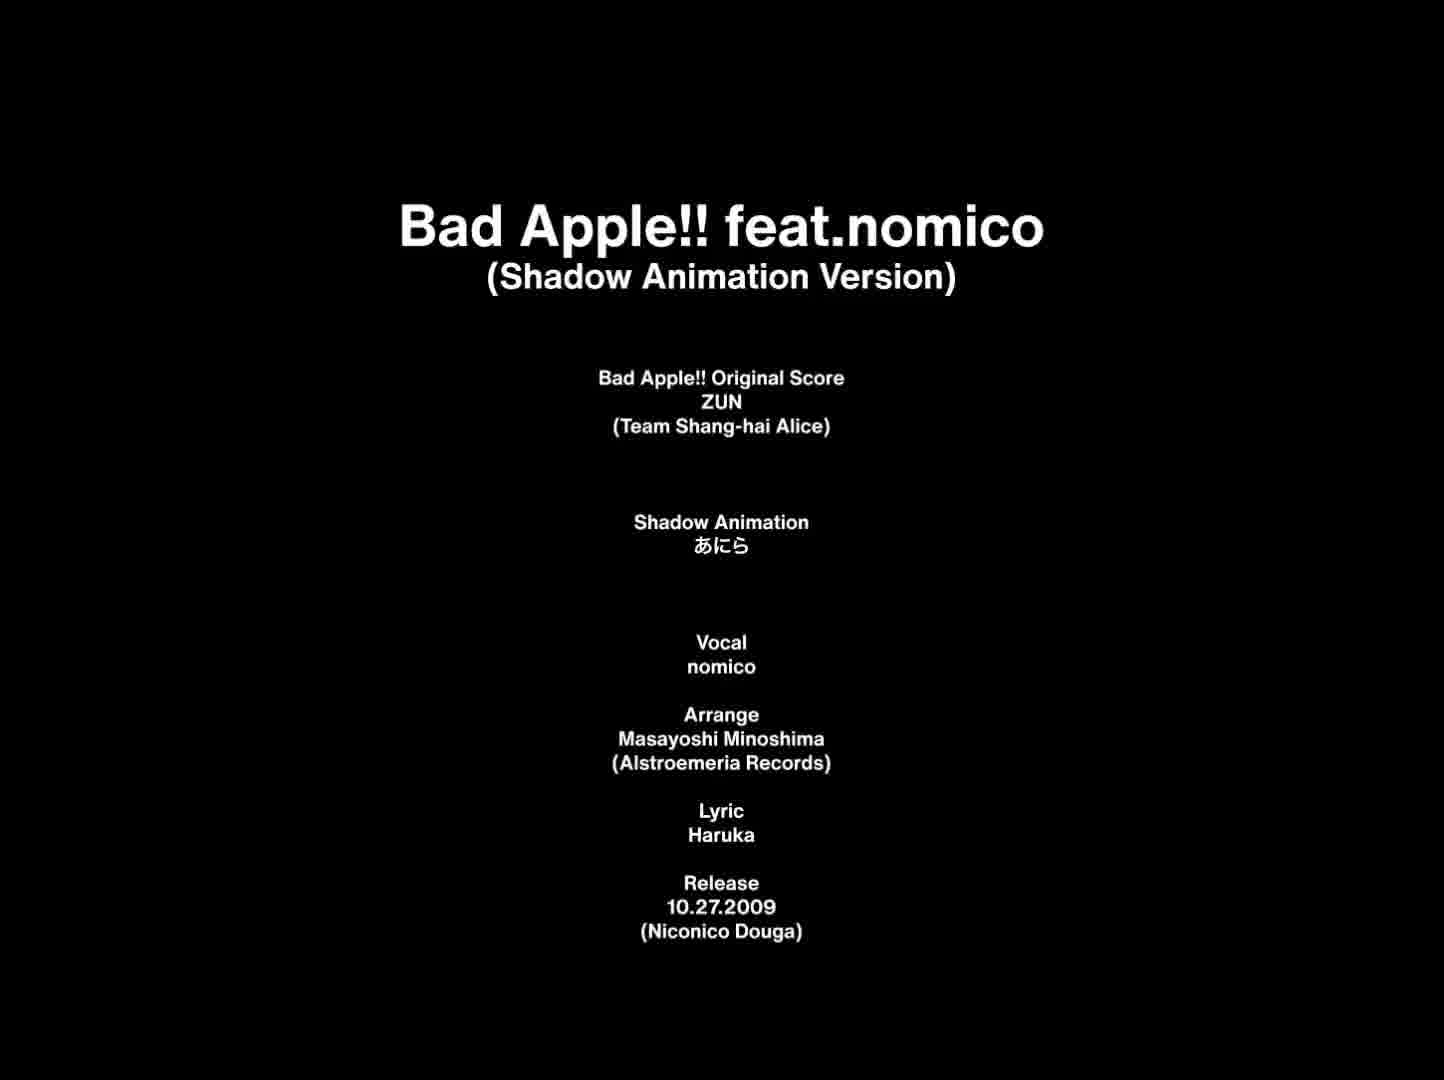 Bad Apple!! feat.nomico
(Shadow Animation Version)
Bad Apple!! Original Score
ZUN
(Team Shang-hai Alice)
Shadow Animation
あにら
Vocal
nomico
Arrange
Masayoshi Minoshima
(Alstroemeria Records)
Lyric
Haruka
Release
10.27.2009
(Niconico Douga)